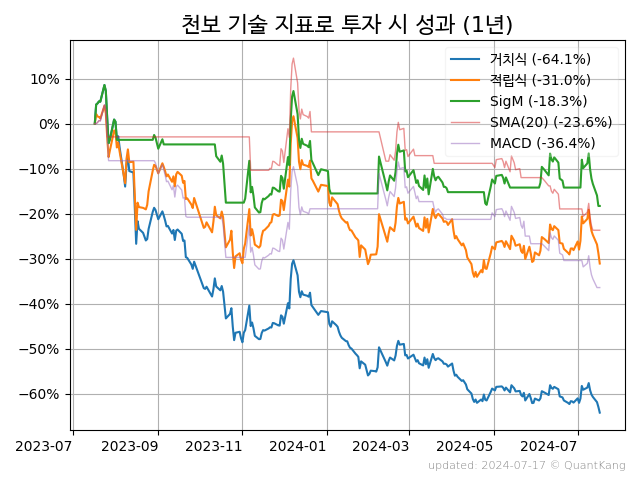 천보 기술 지표로 투자 시 성과 (1년)
거치식 (-64.1%)
적립식 (-31.0%)
SigM (-18.3%)
SMA(20) (-23.6%)
MACD (-36.4%)
10%
0%
−10%
−20%
−30%
−40%
−50%
−60%
2023-07 2023-09 2023-11 2024-01 2024-03 2024-05 2024-07
updated: 2024-07-17 © QuantKang